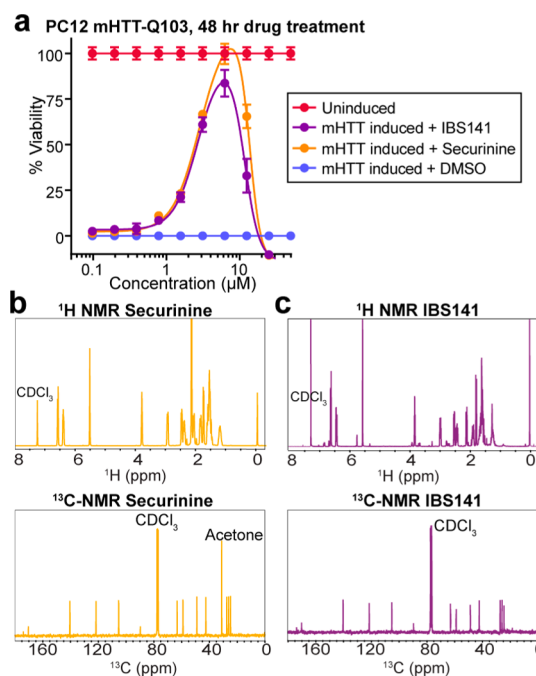 a PC12 mHTT-Q103, 48 hr drug treatment
% Viability
100
75
50
25
0
0.1 1 10
Concentration (µM)
Uninduced
mHTT induced + IBS141
mHTT induced + Securinine
mHTT induced + DMSO
b c
¹H NMR Securinine
CDCl₃
8 6 4 2 0
¹H (ppm)
¹H NMR IBS141
CDCl₃
8 6 4 2 0
¹H (ppm)
¹³C-NMR Securinine
CDCl₃
Acetone
160 120 80 40 0
¹³C (ppm)
¹³C-NMR IBS141
CDCl₃
160 120 80 40 0
¹³C (ppm)